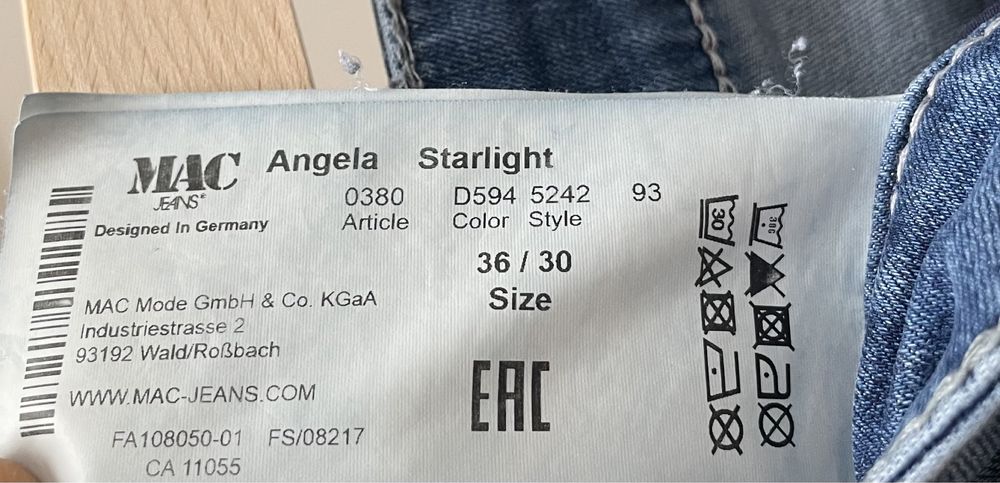 MAC Angela Starlight
JEANS®
0380 D594 5242 93
Article Color Style
Designed In Germany
36 / 30
Size
MAC Mode GmbH & Co. KGaA
Industriestrasse 2
93192 Wald/Roßbach
WWW.MAC-JEANS.COM
EAC
FA108050-01 FS/08217
CA 11055
30